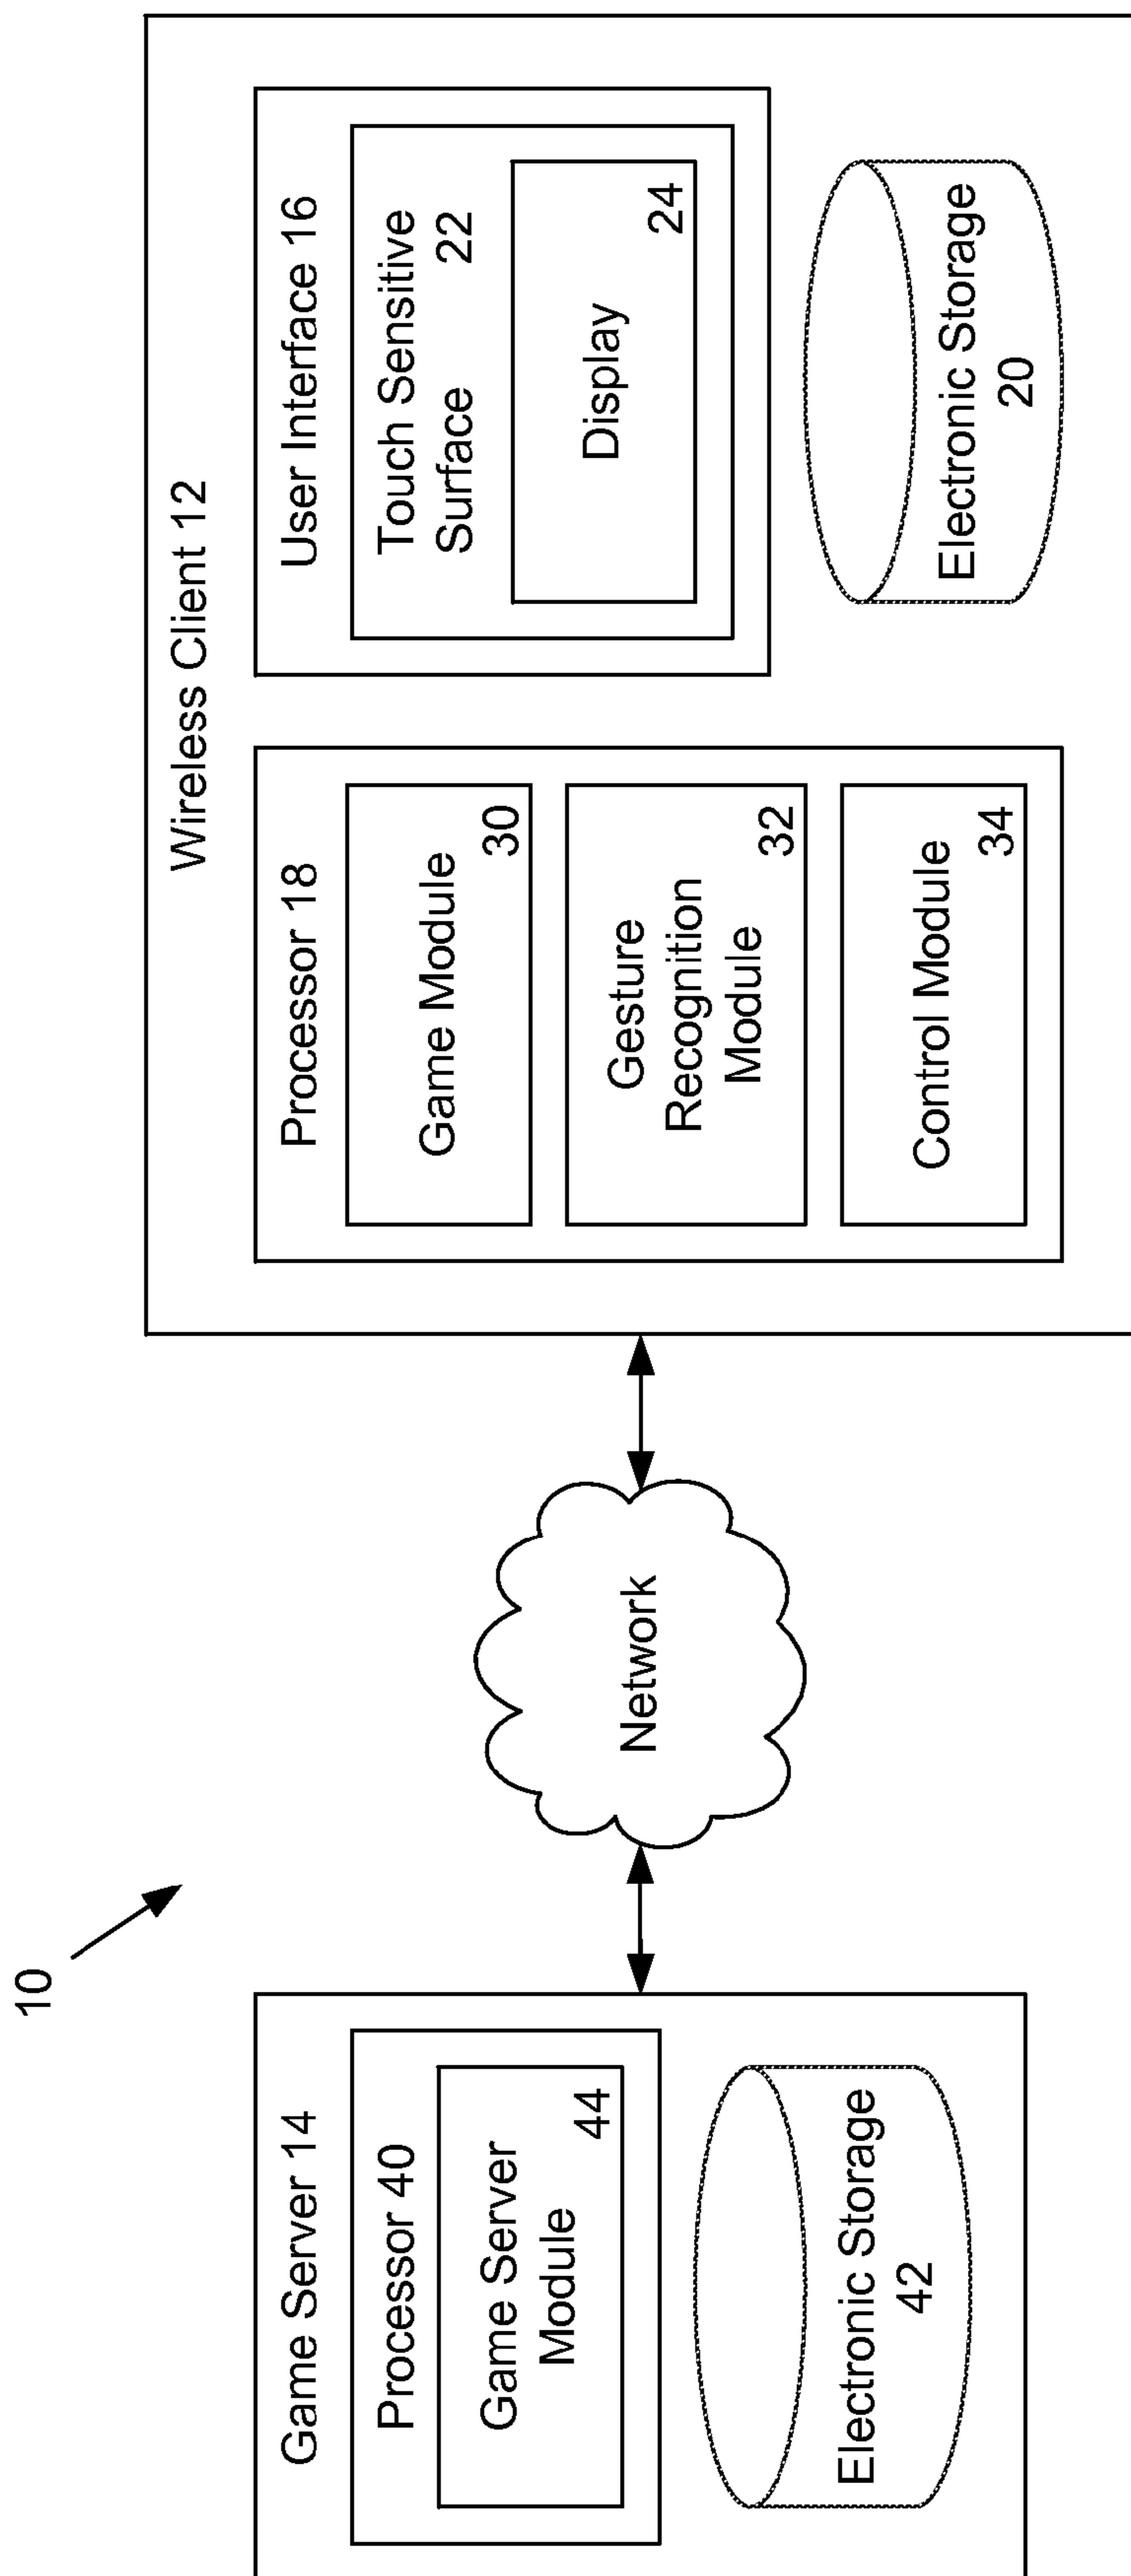 10
Game Server 14
Processor 40
Game Server
Module
44
Electronic Storage
42
Network
Wireless Client 12
Processor 18
Game Module
30
Gesture
Recognition
Module
32
Control Module
34
User Interface 16
Touch Sensitive
Surface 22
Display
24
Electronic Storage
20